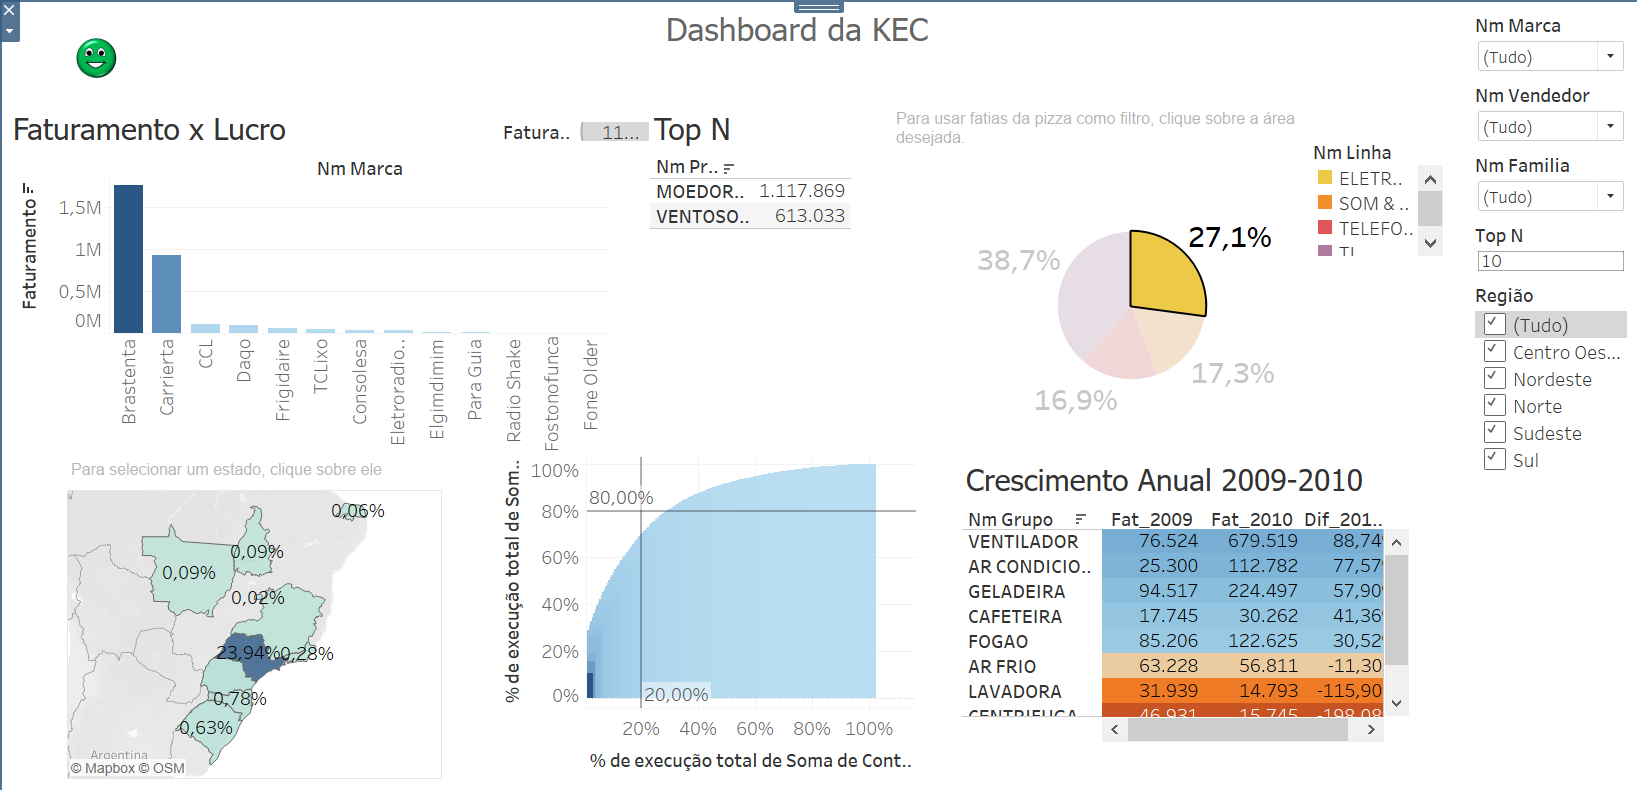 Dashboard da KEC
Faturamento x Lucro
Fatura..
11...
Nm Marca
Faturamento
1,5M
1M
0,5M
0M
Brastenta
Carrierta
CCL
Daqo
Frigidaire
TCLixo
Consolesa
Eletroradio..
Elgimdimim
Para Guia
Radio Shake
Fostonofunca
Fone Older
Top N
Nm Pr..
MOEDOR.. 1.117.869
VENTOSO.. 613.033
Para usar fatias da pizza como filtro, clique sobre a área
desejada.
Nm Linha
ELETR..
SOM & ..
TELEFO..
TI
27,1%
38,7%
17,3%
16,9%
Nm Marca
(Tudo)
Nm Vendedor
(Tudo)
Nm Familia
(Tudo)
Top N
10
Região
(Tudo)
Centro Oes...
Nordeste
Norte
Sudeste
Sul
Para selecionar um estado, clique sobre ele
0,06%
0,09%
0,09%
0,02%
23,94%
0,28%
0,78%
0,63%
Argentina
© Mapbox © OSM
% de execução total de Som..
100%
80%
60%
40%
20%
0%
80,00%
20,00%
20%
40%
60%
80%
100%
% de execução total de Soma de Cont..
Crescimento Anual 2009-2010
Nm Grupo Fat_2009 Fat_2010 Dif_201..
VENTILADOR 76.524 679.519 88,74%
AR CONDICIO.. 25.300 112.782 77,57%
GELADEIRA 94.517 224.497 57,90%
CAFETEIRA 17.745 30.262 41,36%
FOGAO 85.206 122.625 30,52%
AR FRIO 63.228 56.811 -11,30
LAVADORA 31.939 14.793 -115,90
CENTRIFUGA 46.931 15.745 -198,08